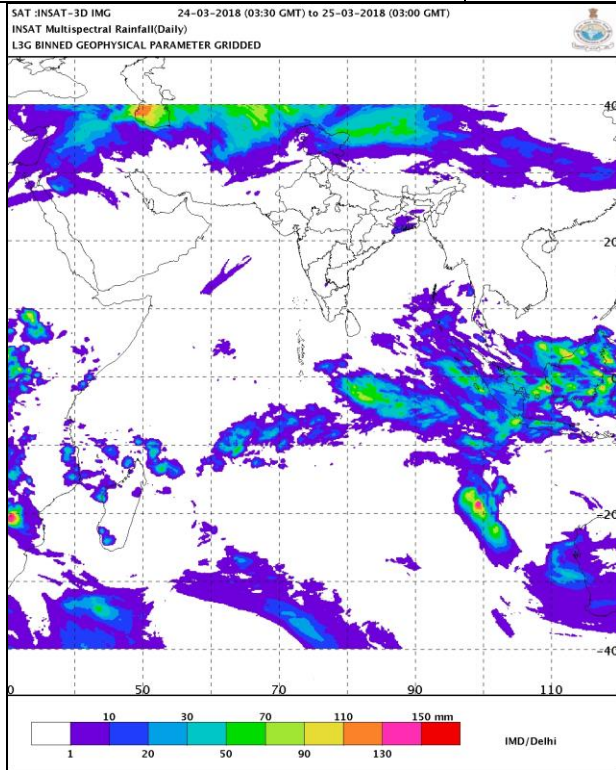 SAT :INSAT-3D IMG 24-03-2018 (03:30 GMT) to 25-03-2018 (03:00 GMT)
INSAT Multispectral Rainfall(Daily)
L3G BINNED GEOPHYSICAL PARAMETER GRIDDED
40
20
0
-20
-40
0 50 70 90 110
10 30 70 110 150 mm
1 20 50 90 130
IMD/Delhi